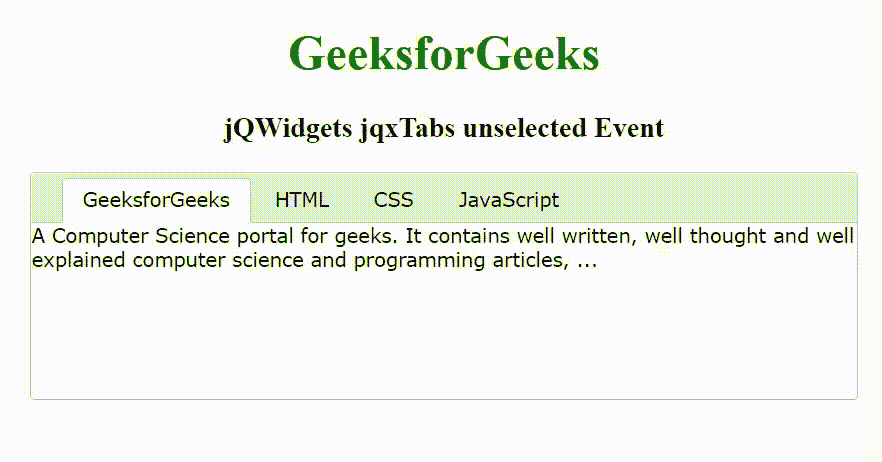 GeeksforGeeks
jQWidgets jqxTabs unselected Event
GeeksforGeeks HTML CSS JavaScript
A Computer Science portal for geeks. It contains well written, well thought and well
explained computer science and programming articles, ...